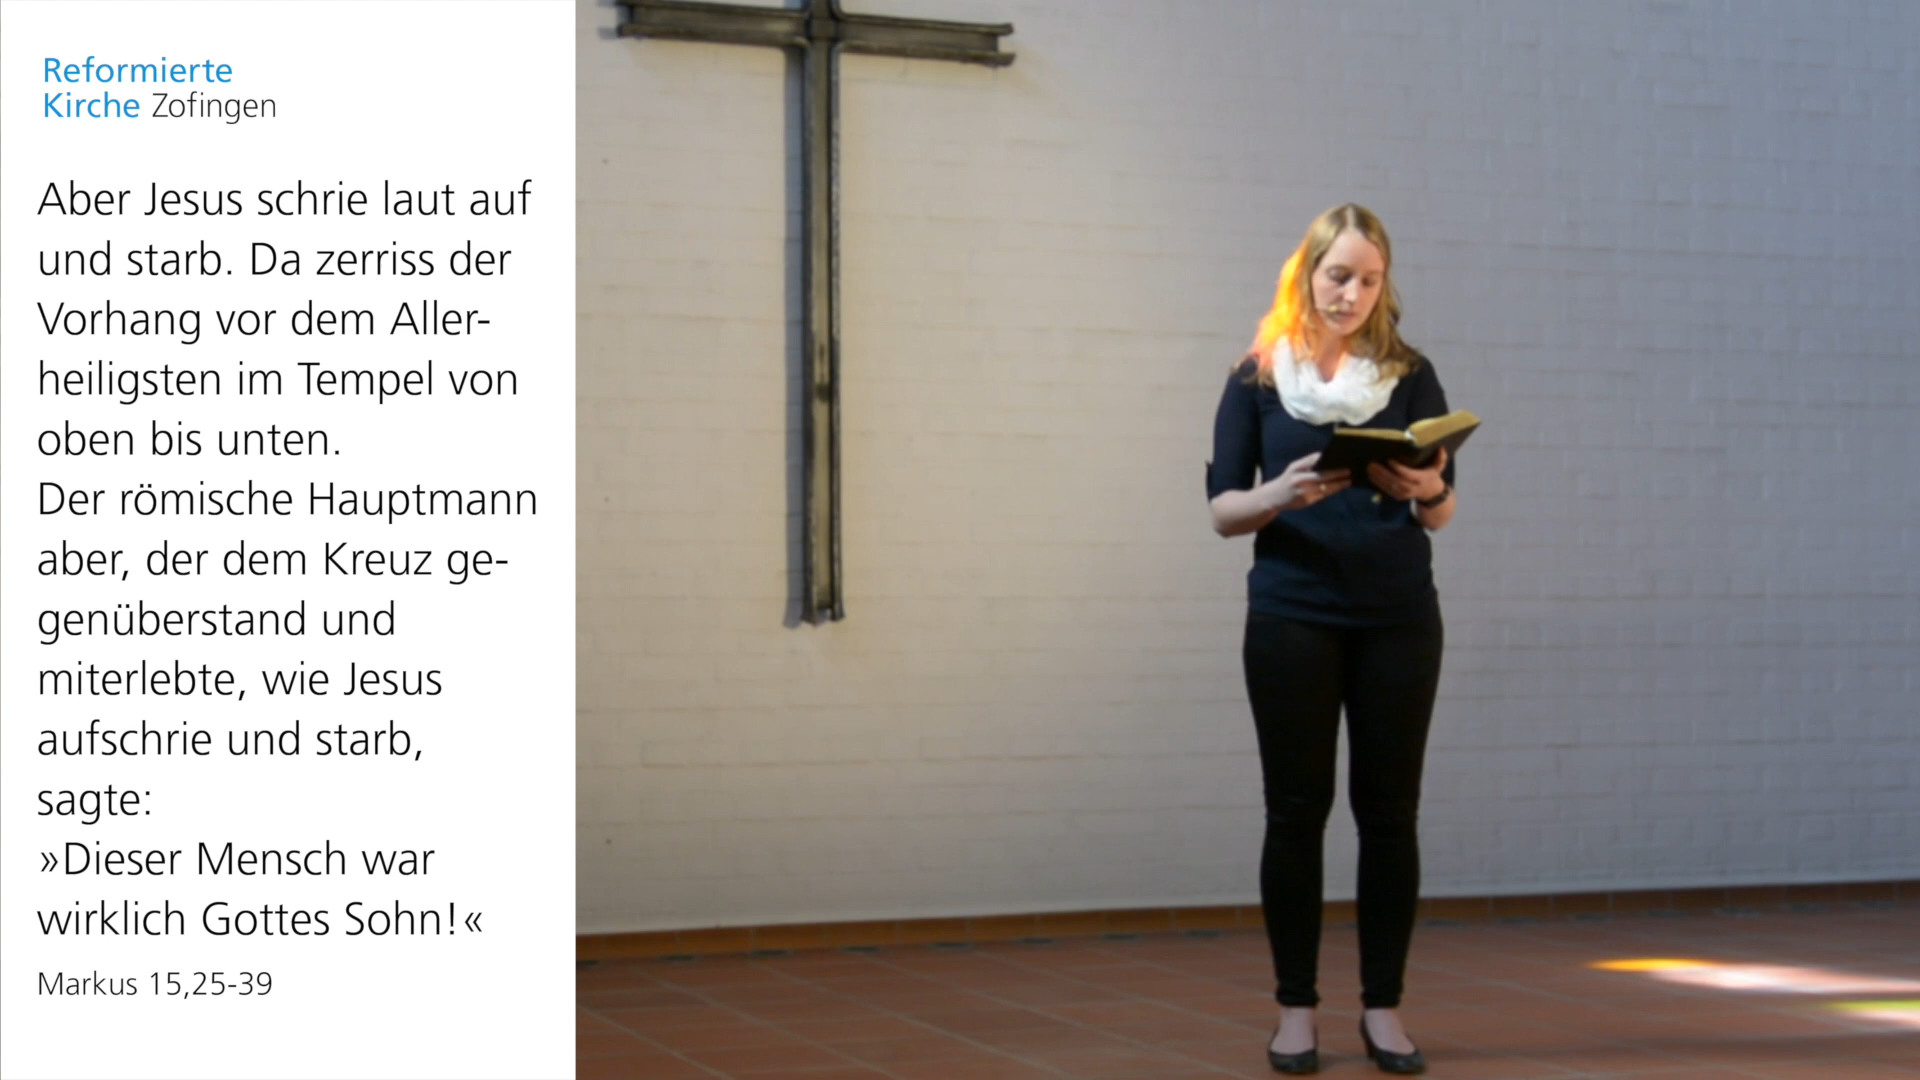 Reformierte
Kirche Zofingen
Aber Jesus schrie laut auf
und starb. Da zerriss der
Vorhang vor dem Aller-
heiligsten im Tempel von
oben bis unten.
Der römische Hauptmann
aber, der dem Kreuz ge-
genüberstand und
miterlebte, wie Jesus
aufschrie und starb,
sagte:
»Dieser Mensch war
wirklich Gottes Sohn!«
Markus 15,25-39